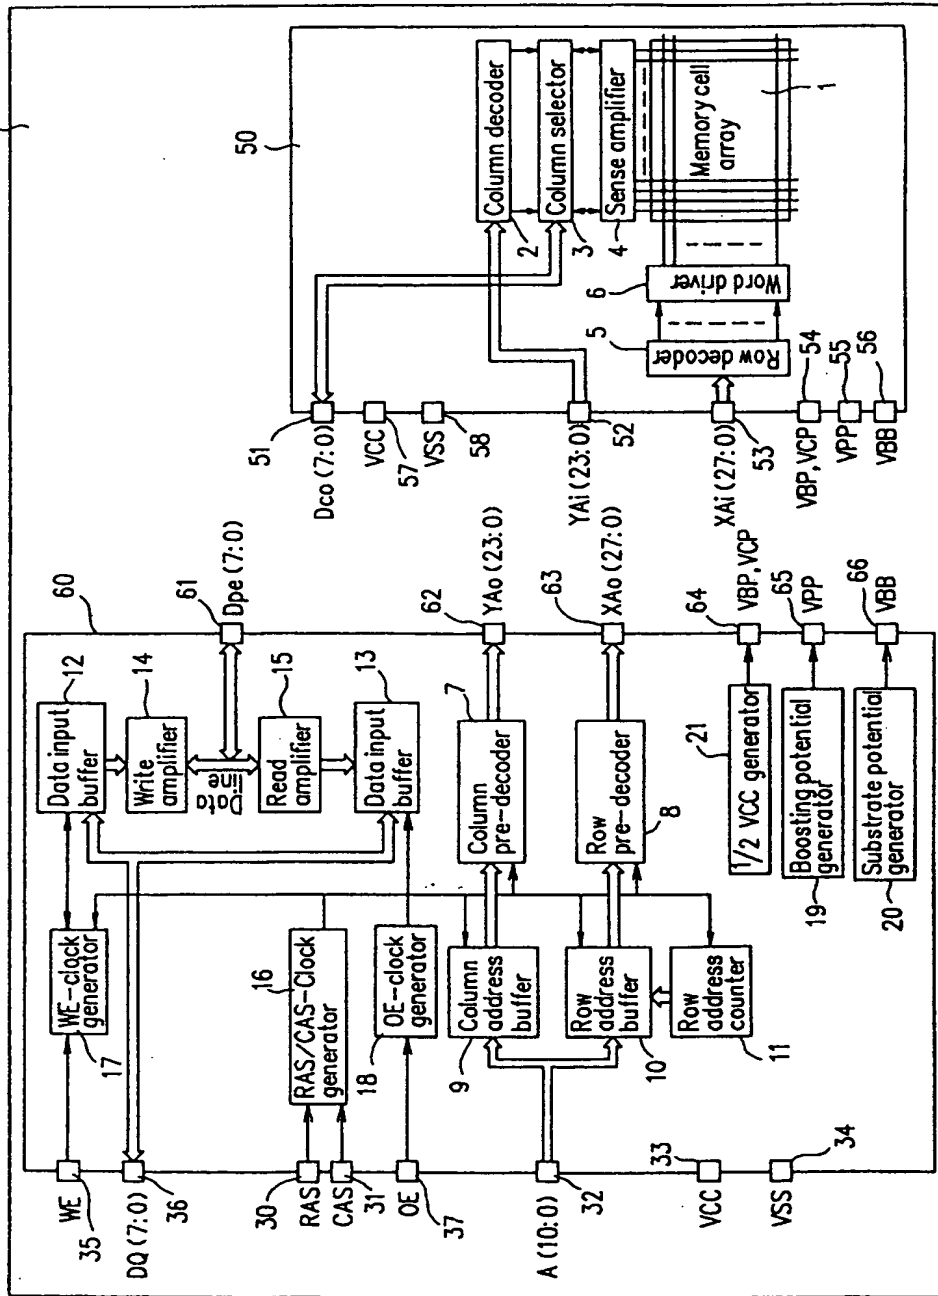 60
12
Data input
buffer
14
Write
amplifier
Data
line
15
Read amplifier
13
Data input
buffer
61
Dpe (7:0)
WE-clock
generator
17
16
RAS/CAS-Clock
generator
OE-clock
generator
18
Column
address
buffer
9
Row
address
buffer
10
Row
address
counter
11
7
Column
pre-decoder
Row
pre-decoder
8
62
YAo (23:0)
63
XAo (27:0)
21
1/2 VCC generator
64
VBP, VCP
Boosting potential
generator
19
65
VPP
Substrate potential
generator
20
66
VBB
WE
35
DQ (7:0)
36
30
RAS
CAS
31
OE
37
A (10:0)
32
33
VCC
VSS
34
50
Column decoder
2
Column selector
3
Sense amplifier
4
Memory cell
array
1
6
Word driver
5
Row decoder
51
Dco (7:0)
VCC
57
VSS
58
YAi (23:0)
52
XAi (27:0)
53
VBP, VCP
54
VPP
55
VBB
56